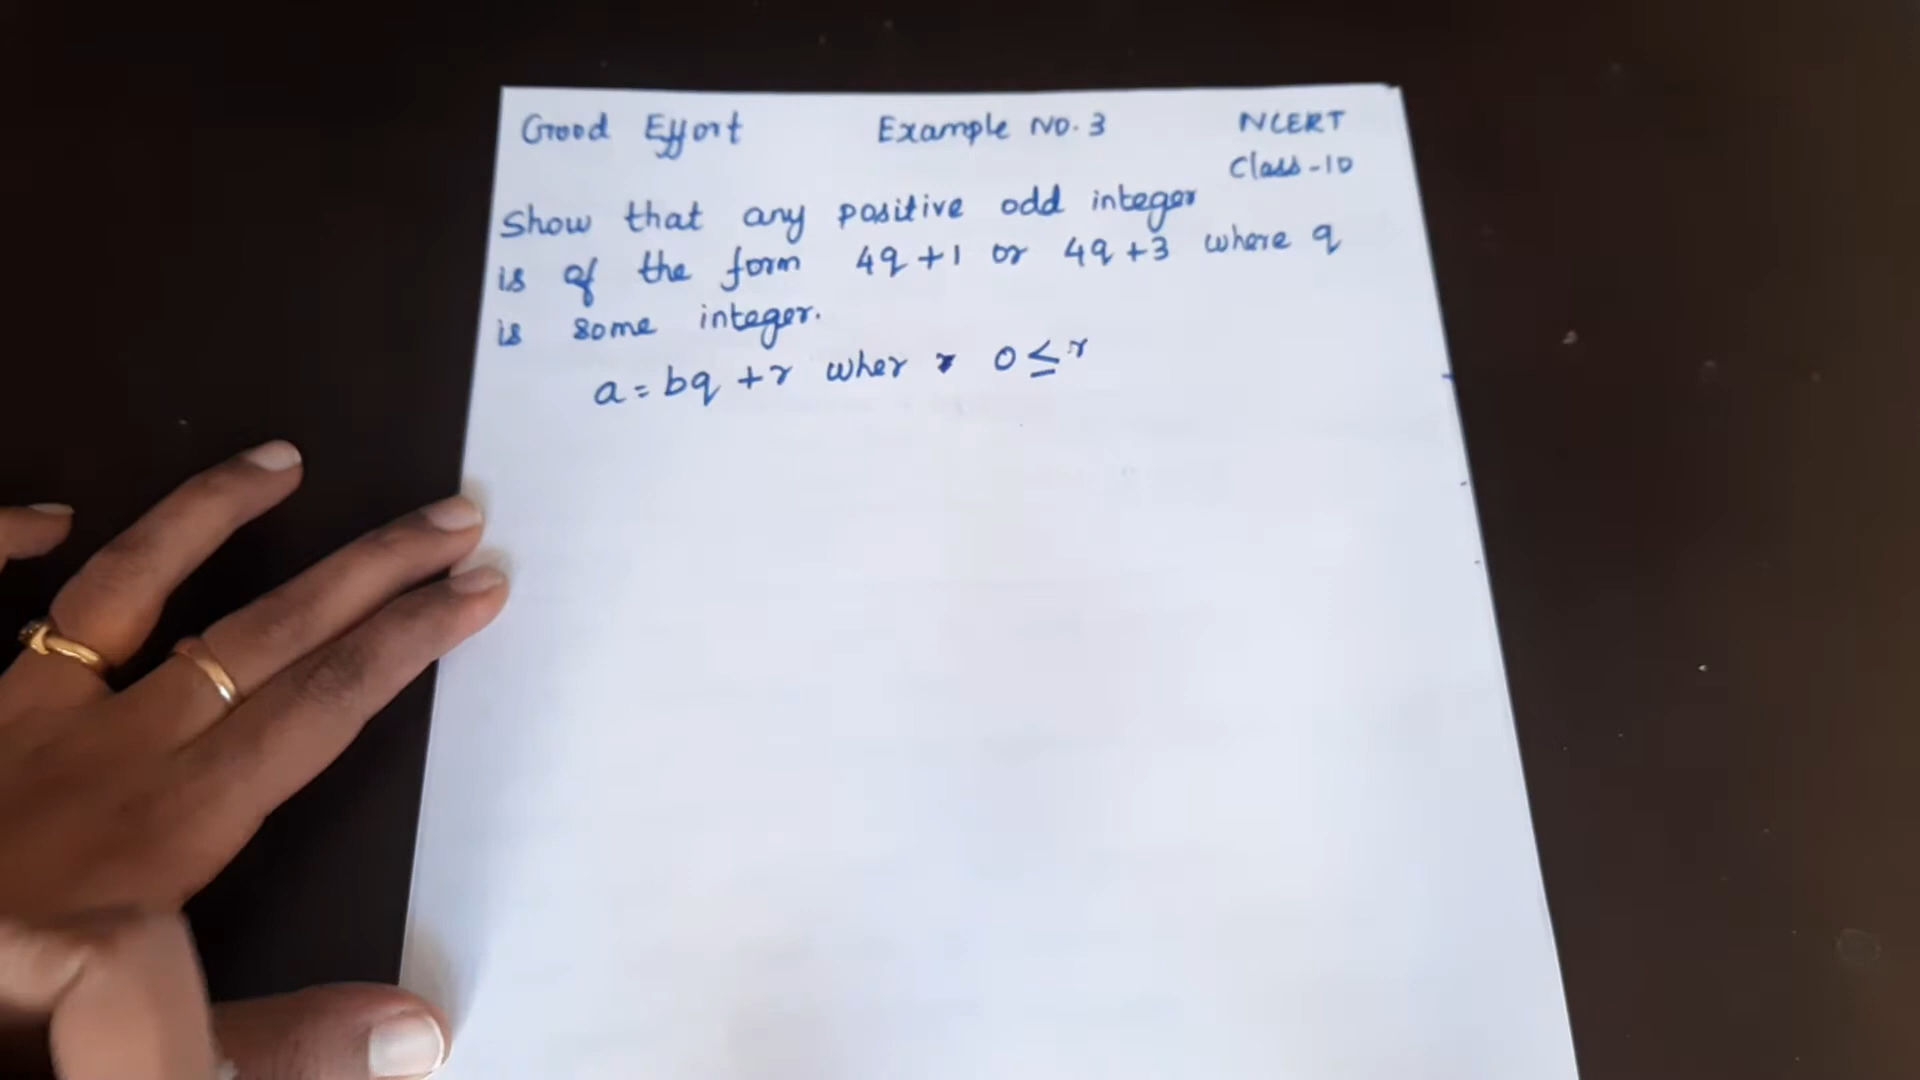 Good Effort Example No. 3 NCERT
Class-10
Show that any positive odd integer
is of the form 4q+1 or 4q+3 where q
is some integer.
a = bq + r wher r 0 ≤ r